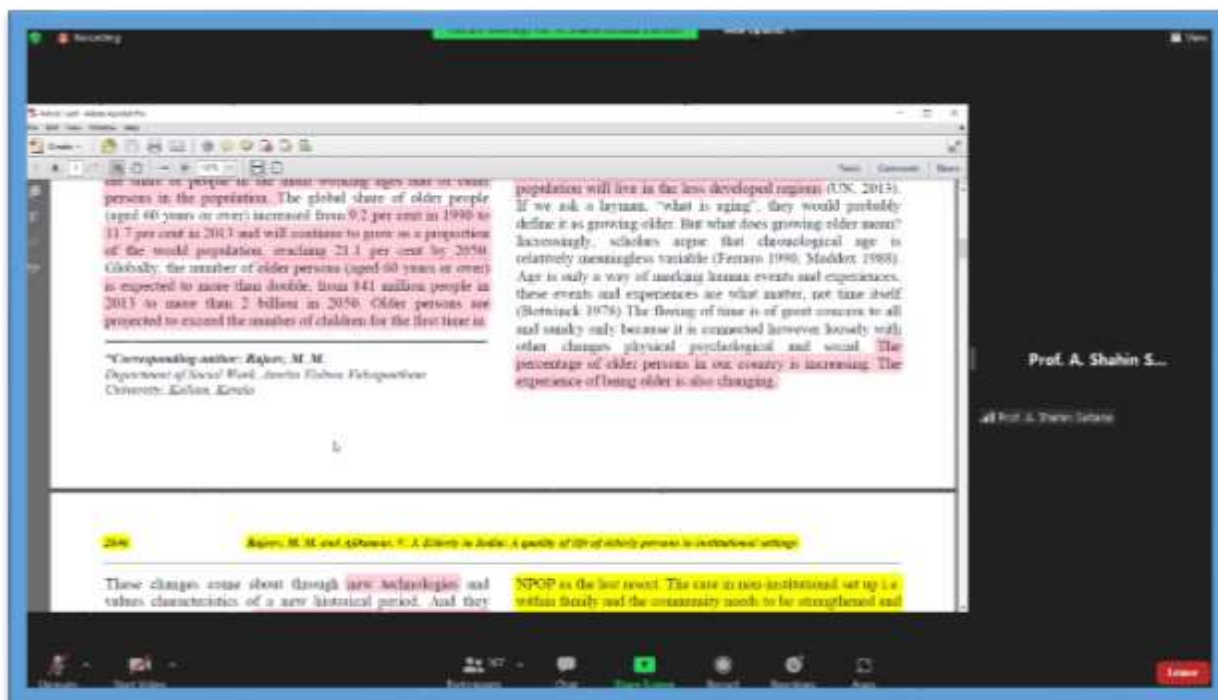 Recording
View
Create
persons in the population. The global share of older people
(aged 60 years or over) increased from 9.2 per cent in 1990 to
11.7 per cent in 2013 and will continue to grow as a proportion
of the world population, reaching 21.1 per cent by 2050.
Globally, the number of older persons (aged 60 years or over)
is expected to more than double, from 841 million people in
2013 to more than 2 billion in 2050. Older persons are
projected to exceed the number of children for the first time in
*Corresponding author: Rajeev, M. M.
Department of Social Work, Amrita Vishwa Vidyapeetham
University, Kollam, Kerala
population will live in the less developed regions (UN, 2013).
If we ask a layman, "what is aging", they would probably
define it as growing older. But what does growing older mean?
Increasingly, scholars argue that chronological age is
relatively meaningless variable (Ferraro 1990, Maddox 1988).
Age is only a way of marking human events and experiences,
these events and experiences are what matter, not time itself
(Botwinick 1978) The flowing of time is of great concern to all
and sundry only because it is connected however loosely with
other changes physical psychological and social. The
percentage of older persons in our country is increasing. The
experience of being older is also changing.
Rajeev, M. M. and Ajikumar, V. J. Elderly in India: A quality of life of elderly persons in institutional settings
These changes come about through new technologies and
values characteristics of a new historical period. And they
NPOP as the last resort. The care in non-institutional set up i.e
within family and the community needs to be strengthened and
Prof. A. Shahin S...
Prof. A. Shahin Sultana
Participants
Chat
Share Screen
Record
Reactions
Apps
Leave